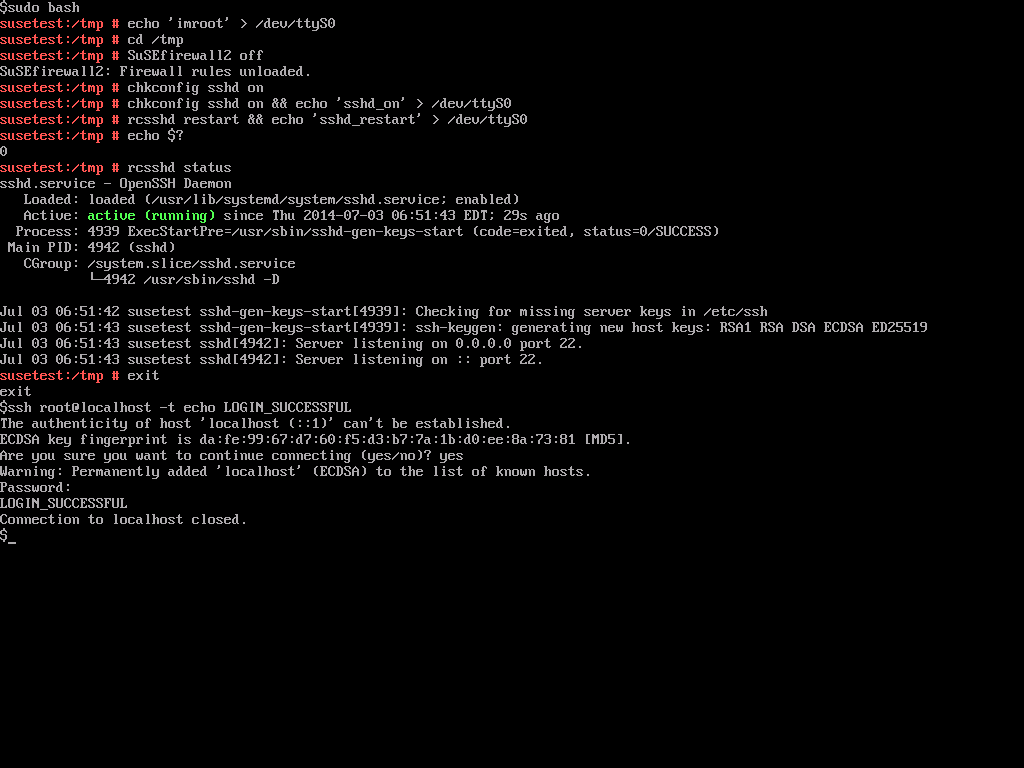 $sudo bash
susetest:/tmp # echo 'imroot' > /dev/ttyS0
susetest:/tmp # cd /tmp
susetest:/tmp # SuSEfirewall2 off
SuSEfirewall2: Firewall rules unloaded.
susetest:/tmp # chkconfig sshd on
susetest:/tmp # chkconfig sshd on && echo 'sshd_on' > /dev/ttyS0
susetest:/tmp # rcsshd restart && echo 'sshd_restart' > /dev/ttyS0
susetest:/tmp # echo $?
0
susetest:/tmp # rcsshd status
sshd.service - OpenSSH Daemon
   Loaded: loaded (/usr/lib/systemd/system/sshd.service; enabled)
   Active: active (running) since Thu 2014-07-03 06:51:43 EDT; 29s ago
  Process: 4939 ExecStartPre=/usr/sbin/sshd-gen-keys-start (code=exited, status=0/SUCCESS)
 Main PID: 4942 (sshd)
   CGroup: /system.slice/sshd.service
           └─4942 /usr/sbin/sshd -D

Jul 03 06:51:42 susetest sshd-gen-keys-start[4939]: Checking for missing server keys in /etc/ssh
Jul 03 06:51:43 susetest sshd-gen-keys-start[4939]: ssh-keygen: generating new host keys: RSA1 RSA DSA ECDSA ED25519
Jul 03 06:51:43 susetest sshd[4942]: Server listening on 0.0.0.0 port 22.
Jul 03 06:51:43 susetest sshd[4942]: Server listening on :: port 22.
susetest:/tmp # exit
exit
$ssh root@localhost -t echo LOGIN_SUCCESSFUL
The authenticity of host 'localhost (::1)' can't be established.
ECDSA key fingerprint is da:fe:99:67:d7:60:f5:d3:b7:7a:1b:d0:ee:8a:73:81 [MD5].
Are you sure you want to continue connecting (yes/no)? yes
Warning: Permanently added 'localhost' (ECDSA) to the list of known hosts.
Password:
LOGIN_SUCCESSFUL
Connection to localhost closed.
$_